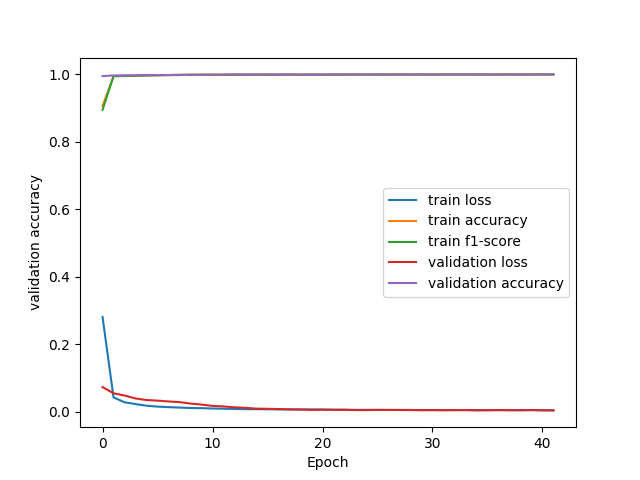 1.0
0.8
0.6
0.4
0.2
0.0
validation accuracy
train loss
train accuracy
train f1-score
validation loss
validation accuracy
0 10 20 30 40
Epoch